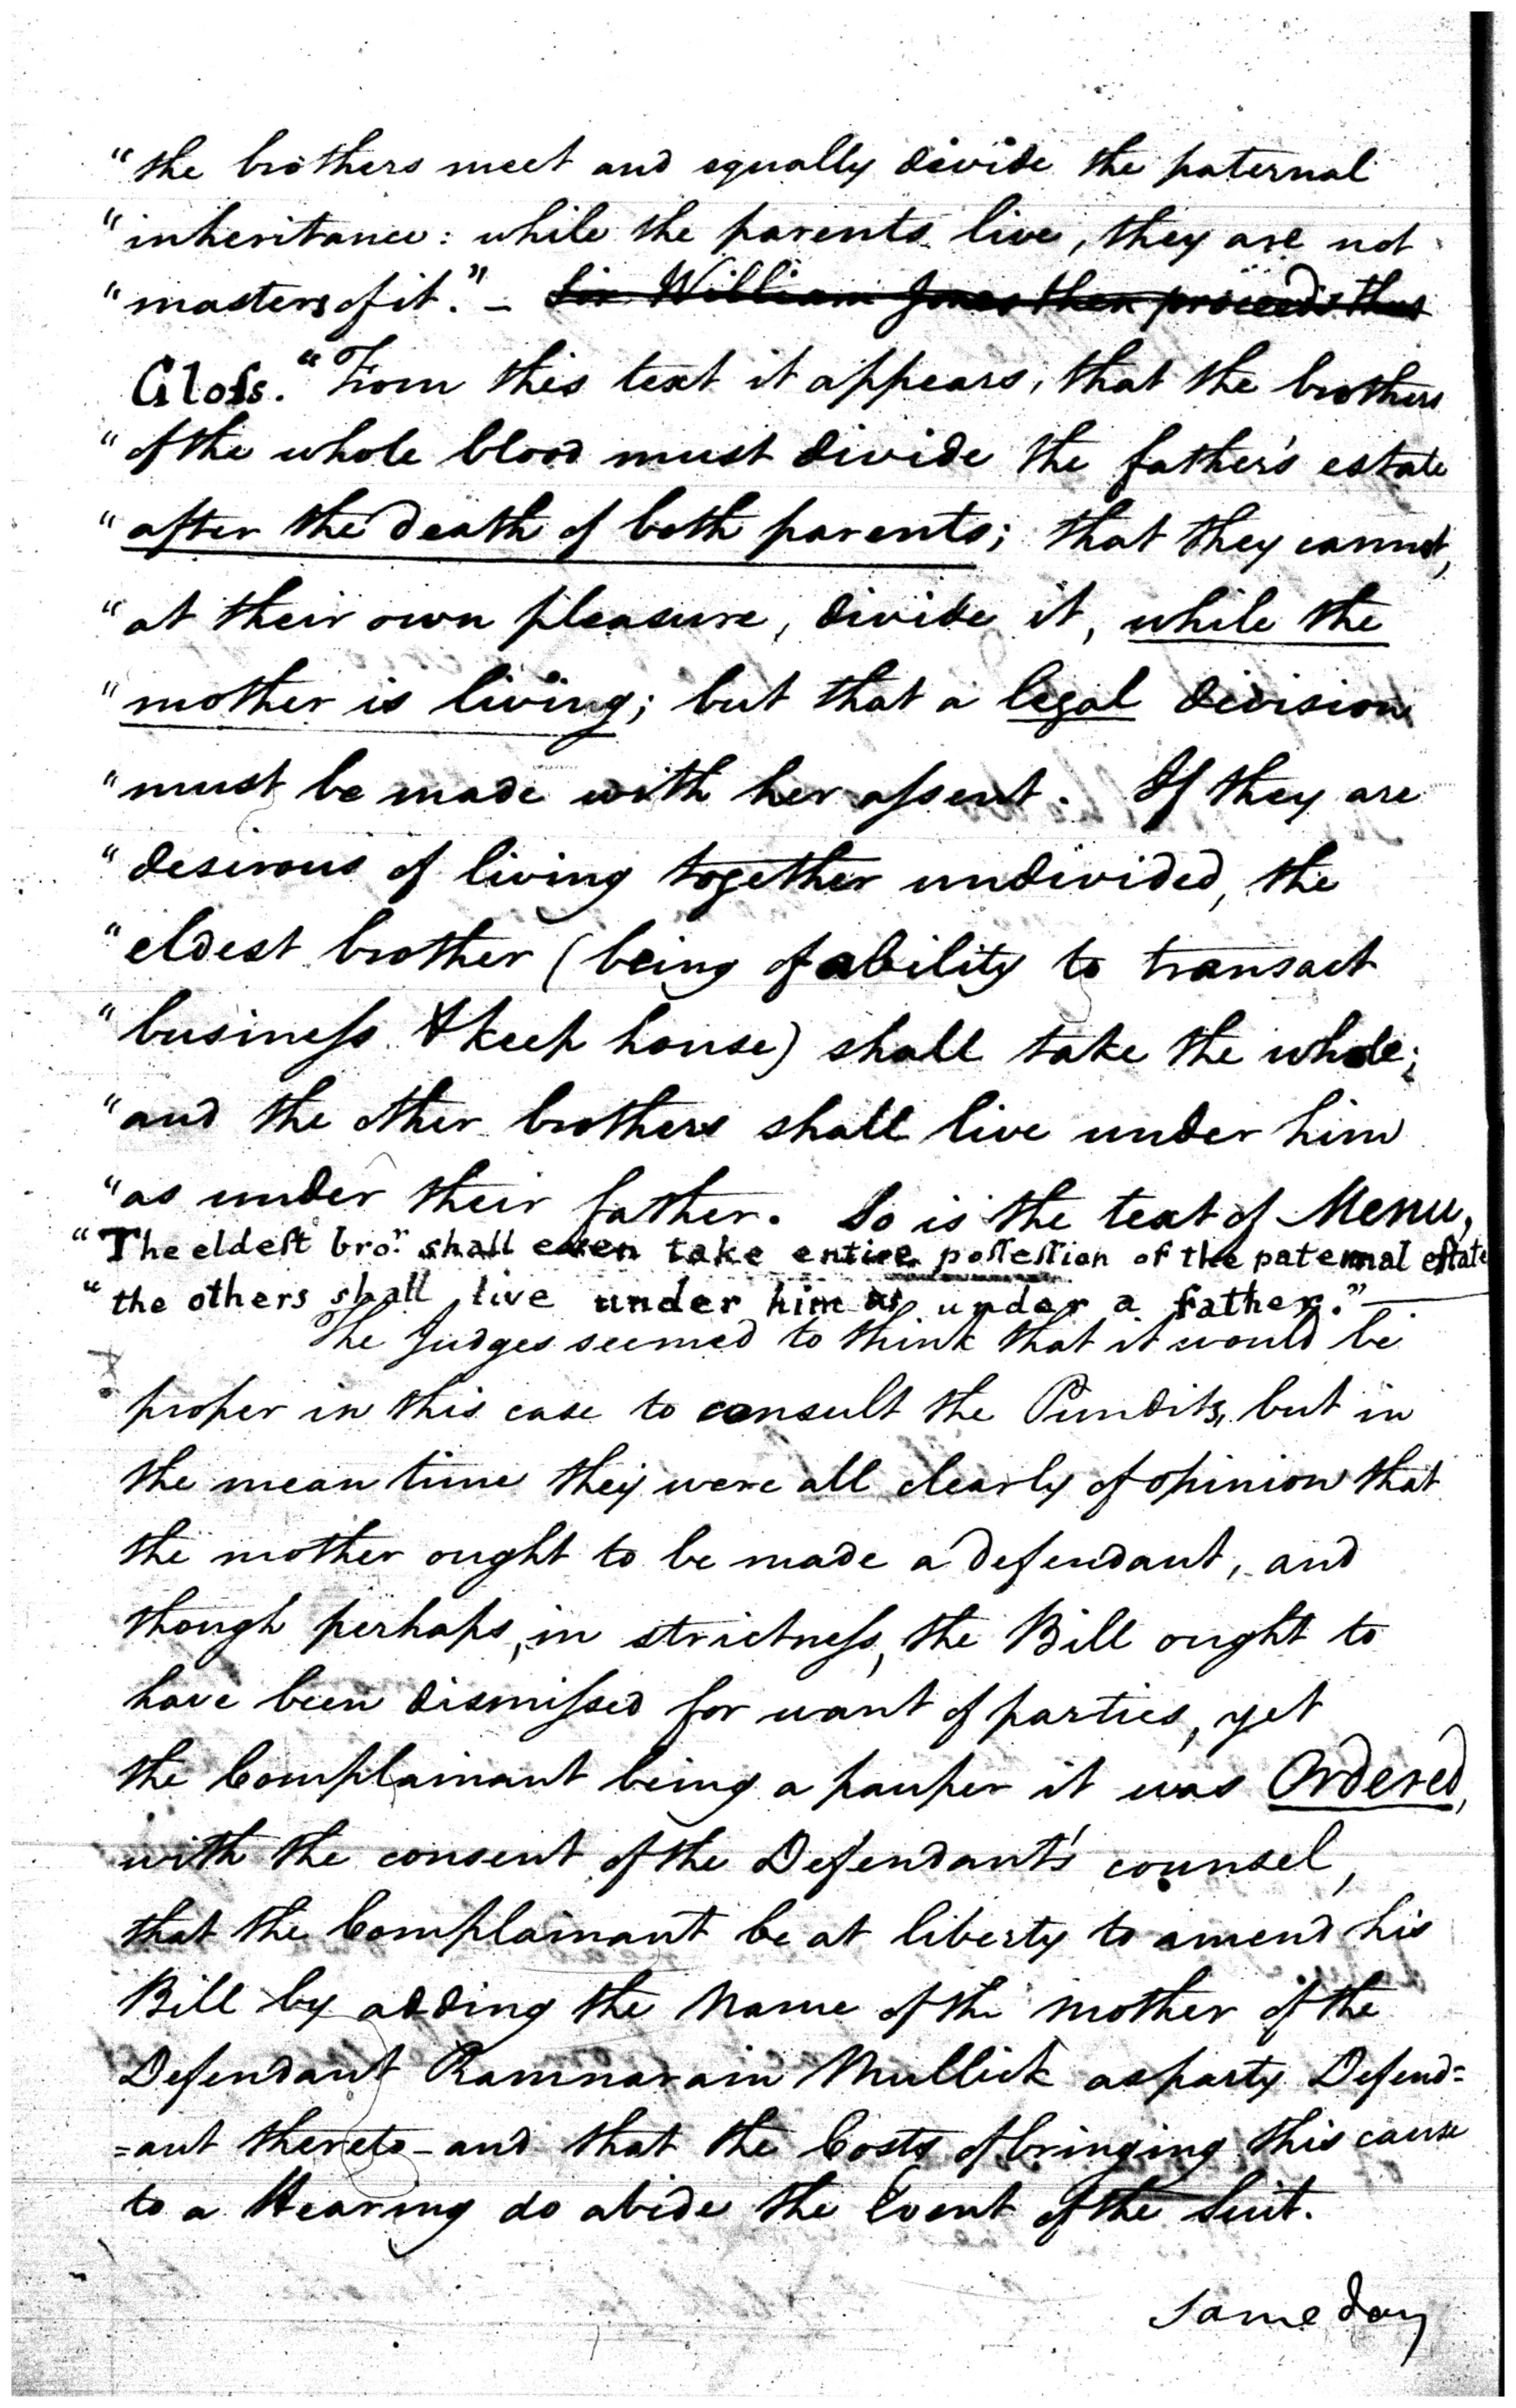 "the brothers meet and equally divide the paternal
"inheritance: while the parents live, they are not
"masters of it." – Sir William Jones then proceeds thus
Gloſs. "From this text it appears, that the brothers
"of the whole blood must divide the father's estate
"after the death of both parents; that they cannot,
"at their own pleasure, divide it, while the
"mother is living; but that a legal division
"must be made with her aſsent. If they are
"desirous of living together undivided, the
"eldest brother (being of ability to transact
"busineſs & keep house) shall take the whole;
"and the other brothers shall live under him
"as under their father. So is the text of Menu,
"The eldeſt bro.r shall even take entire poſſeſſion of the paternal eſtate
"the others shall live under him as under a father."—
The Judges seemed to think that it would be
proper in this case to consult the Pundits, but in
the mean time they were all clearly of opinion that
the mother ought to be made a defendant, and
though perhaps, in strictneſs, the Bill ought to
have been dismiſsed for want of parties, yet
the Complainant being a pauper it was Ordered,
with the consent of the Defendant's counsel,
that the Complainant be at liberty to amend his
Bill by adding the Name of the mother of the
Defendant Ramnarain Mullick as party Defend=
=ant thereto – and that the Costs of bringing this cause
to a Hearing do abide the Event of the Suit.
Same day